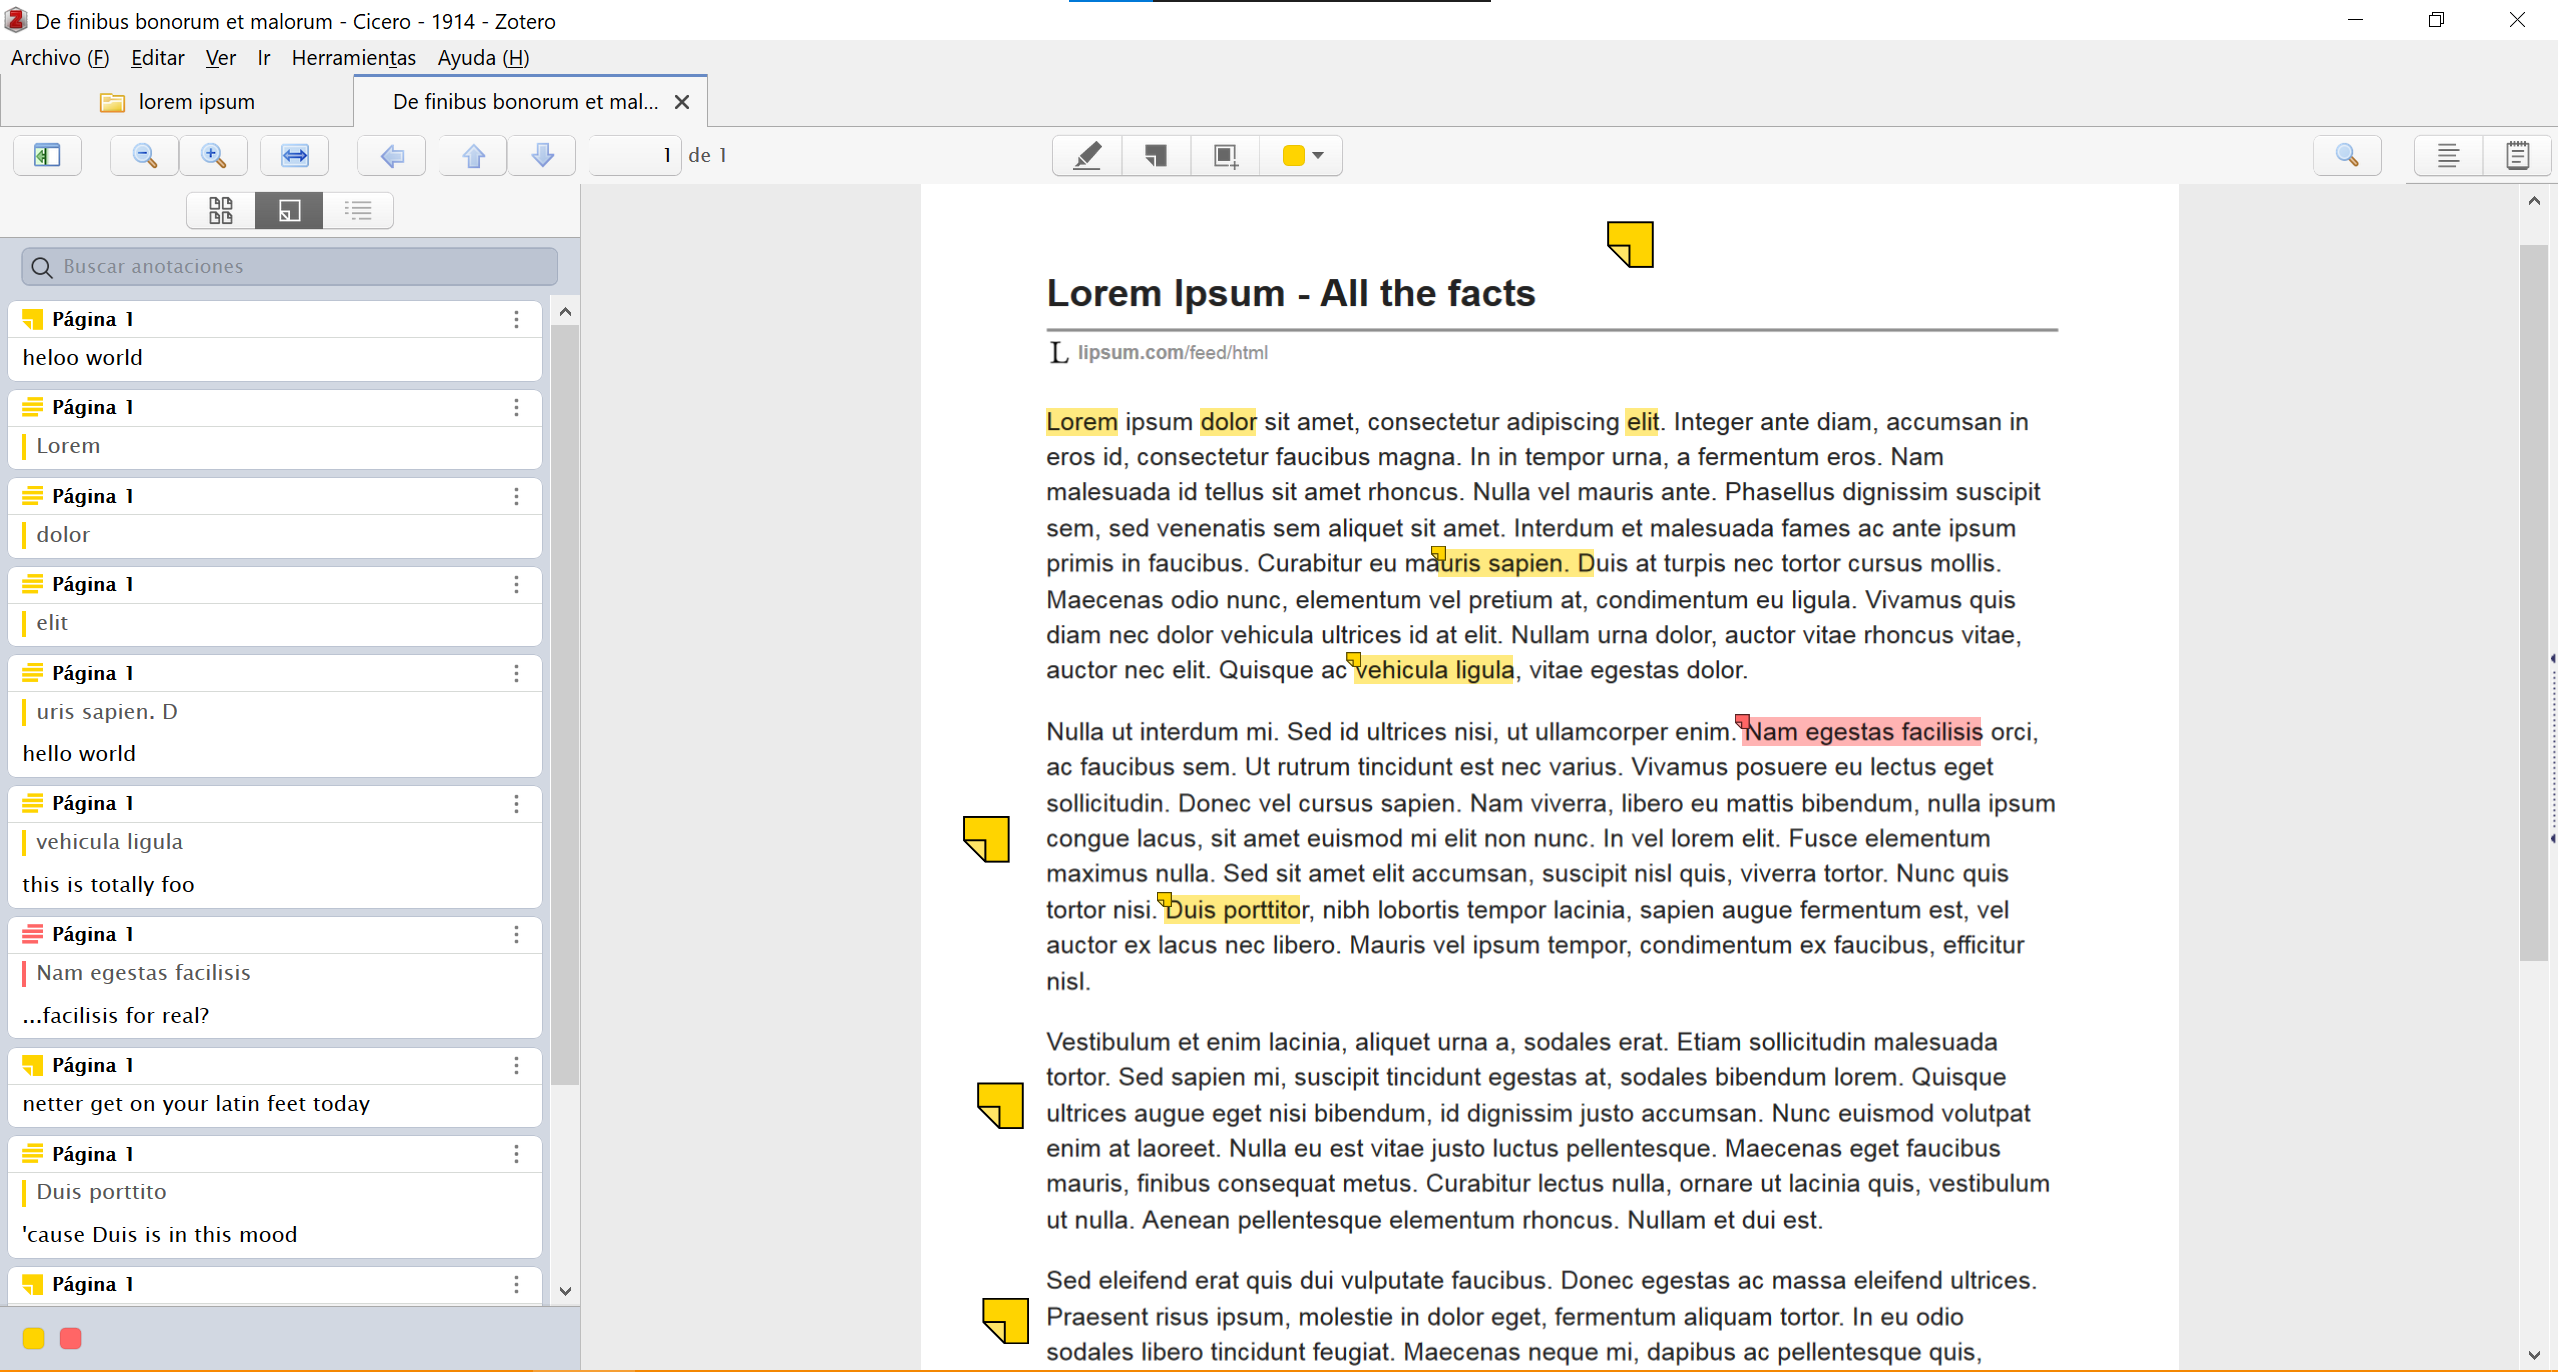 De finibus bonorum et malorum - Cicero - 1914 - Zotero
Archivo (F) Editar Ver Ir Herramientas Ayuda (H)
lorem ipsum
De finibus bonorum et mal...
1 de 1
Buscar anotaciones
Página 1
heloo world
Página 1
Lorem
Página 1
dolor
Página 1
elit
Página 1
uris sapien. D
hello world
Página 1
vehicula ligula
this is totally foo
Página 1
Nam egestas facilisis
...facilisis for real?
Página 1
netter get on your latin feet today
Página 1
Duis porttito
'cause Duis is in this mood
Página 1
Lorem Ipsum - All the facts
L lipsum.com/feed/html
Lorem ipsum dolor sit amet, consectetur adipiscing elit. Integer ante diam, accumsan in
eros id, consectetur faucibus magna. In in tempor urna, a fermentum eros. Nam
malesuada id tellus sit amet rhoncus. Nulla vel mauris ante. Phasellus dignissim suscipit
sem, sed venenatis sem aliquet sit amet. Interdum et malesuada fames ac ante ipsum
primis in faucibus. Curabitur eu mauris sapien. Duis at turpis nec tortor cursus mollis.
Maecenas odio nunc, elementum vel pretium at, condimentum eu ligula. Vivamus quis
diam nec dolor vehicula ultrices id at elit. Nullam urna dolor, auctor vitae rhoncus vitae,
auctor nec elit. Quisque ac vehicula ligula, vitae egestas dolor.
Nulla ut interdum mi. Sed id ultrices nisi, ut ullamcorper enim. Nam egestas facilisis orci,
ac faucibus sem. Ut rutrum tincidunt est nec varius. Vivamus posuere eu lectus eget
sollicitudin. Donec vel cursus sapien. Nam viverra, libero eu mattis bibendum, nulla ipsum
congue lacus, sit amet euismod mi elit non nunc. In vel lorem elit. Fusce elementum
maximus nulla. Sed sit amet elit accumsan, suscipit nisl quis, viverra tortor. Nunc quis
tortor nisi. Duis porttitor, nibh lobortis tempor lacinia, sapien augue fermentum est, vel
auctor ex lacus nec libero. Mauris vel ipsum tempor, condimentum ex faucibus, efficitur
nisl.
Vestibulum et enim lacinia, aliquet urna a, sodales erat. Etiam sollicitudin malesuada
tortor. Sed sapien mi, suscipit tincidunt egestas at, sodales bibendum lorem. Quisque
ultrices augue eget nisi bibendum, id dignissim justo accumsan. Nunc euismod volutpat
enim at laoreet. Nulla eu est vitae justo luctus pellentesque. Maecenas eget faucibus
mauris, finibus consequat metus. Curabitur lectus nulla, ornare ut lacinia quis, vestibulum
ut nulla. Aenean pellentesque elementum rhoncus. Nullam et dui est.
Sed eleifend erat quis dui vulputate faucibus. Donec egestas ac massa eleifend ultrices.
Praesent risus ipsum, molestie in dolor eget, fermentum aliquam tortor. In eu odio
sodales libero tincidunt feugiat. Maecenas neque mi, dapibus ac pellentesque quis,